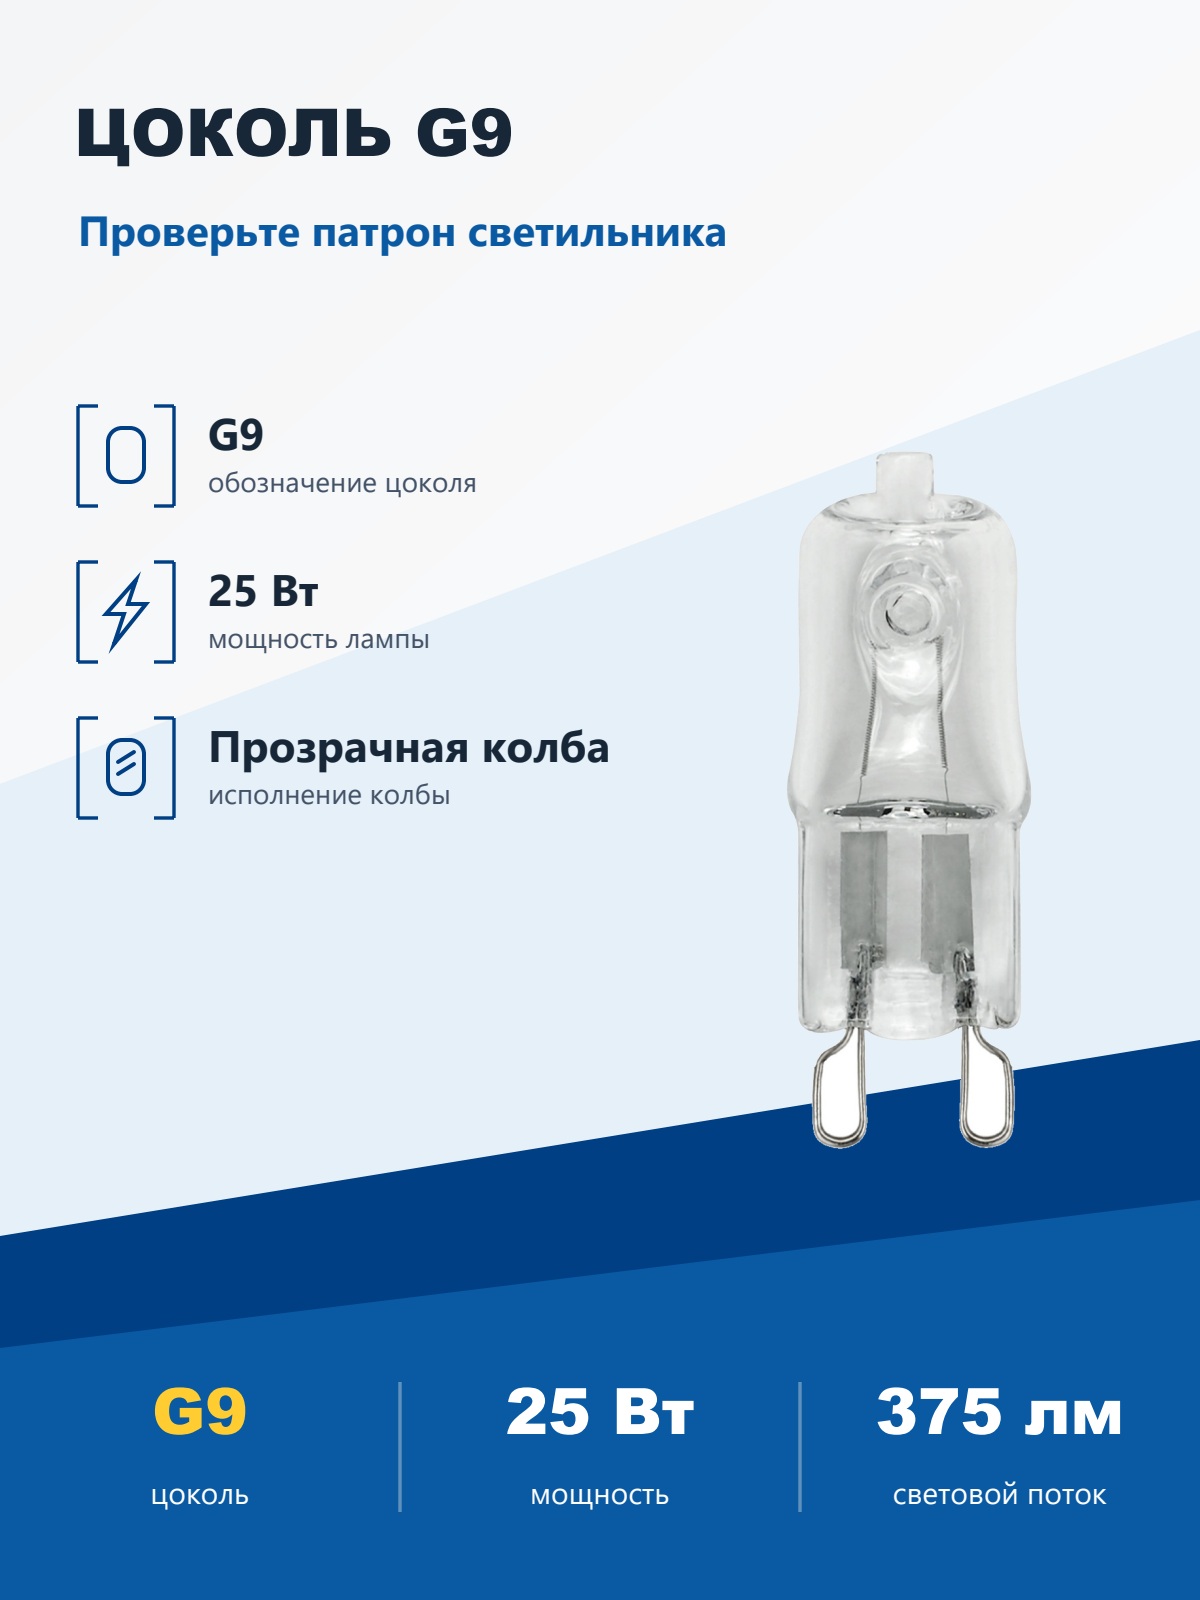 ЦОКОЛЬ G9
Проверьте патрон светильника
G9
обозначение цоколя
25 Вт
мощность лампы
Прозрачная колба
исполнение колбы
G9
25 Вт
375 лм
цоколь
мощность
световой поток